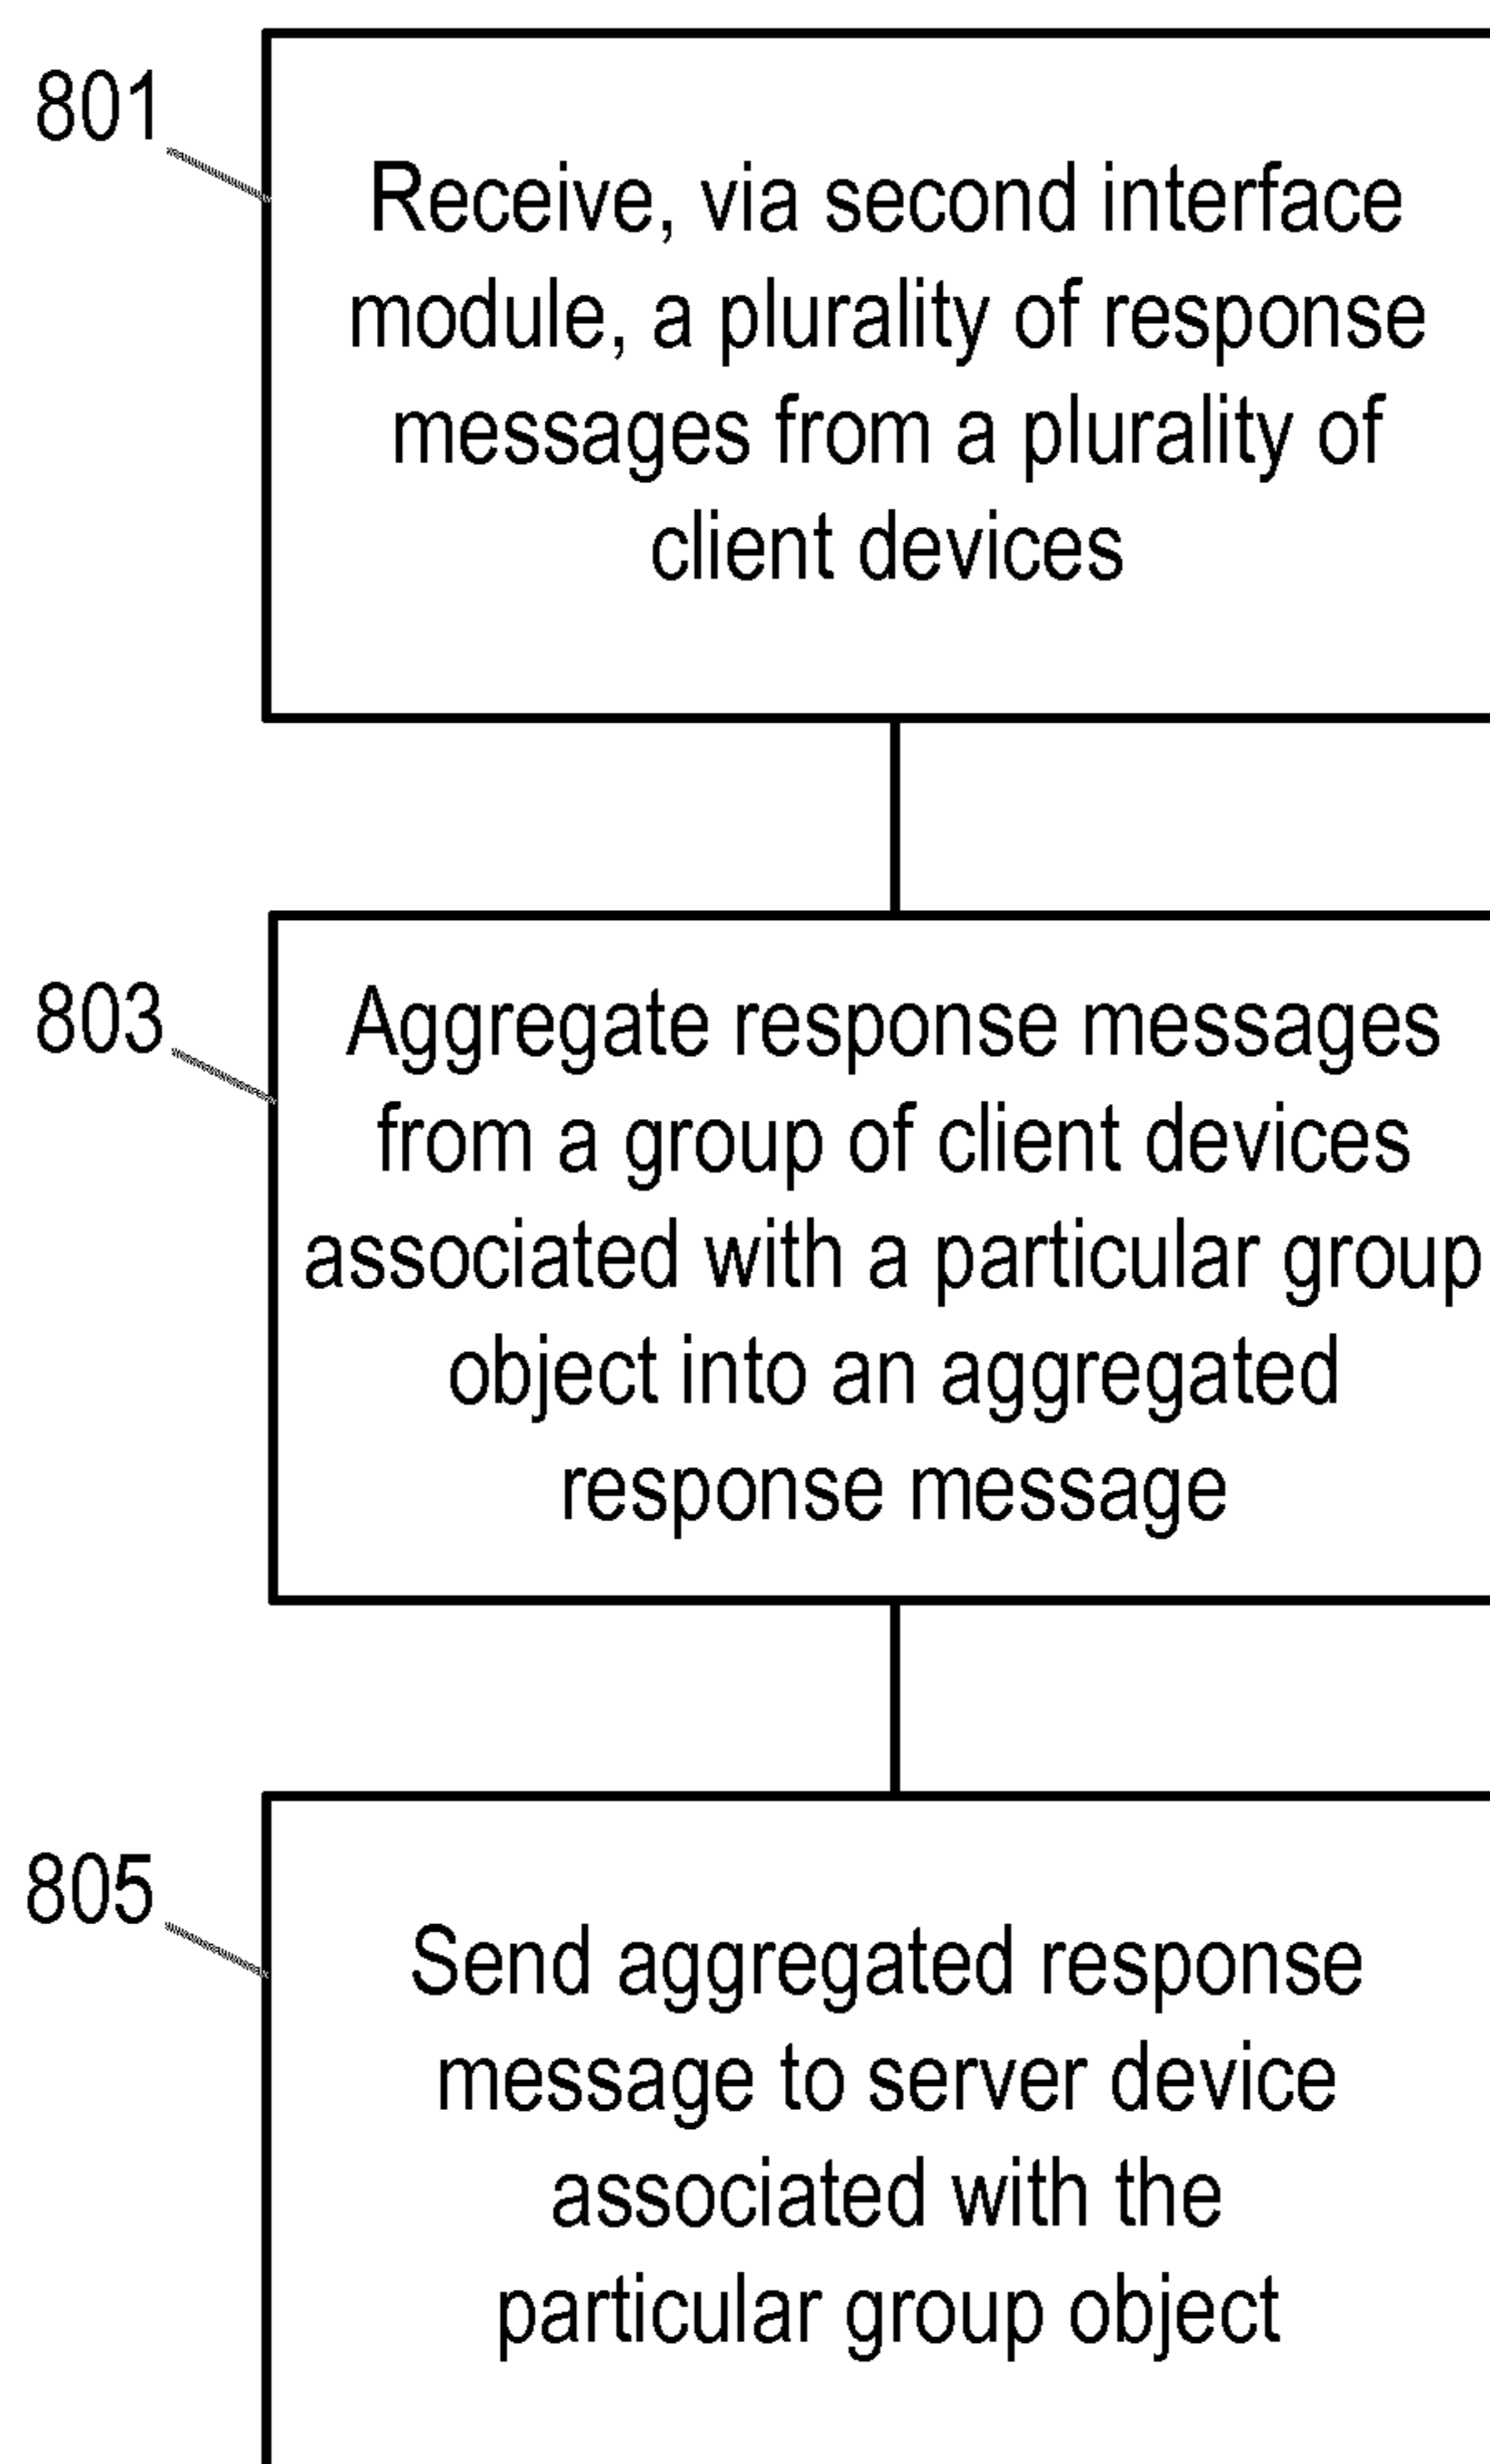 801
Receive, via second interface
module, a plurality of response
messages from a plurality of
client devices
803
Aggregate response messages
from a group of client devices
associated with a particular group
object into an aggregated
response message
805
Send aggregated response
message to server device
associated with the
particular group object